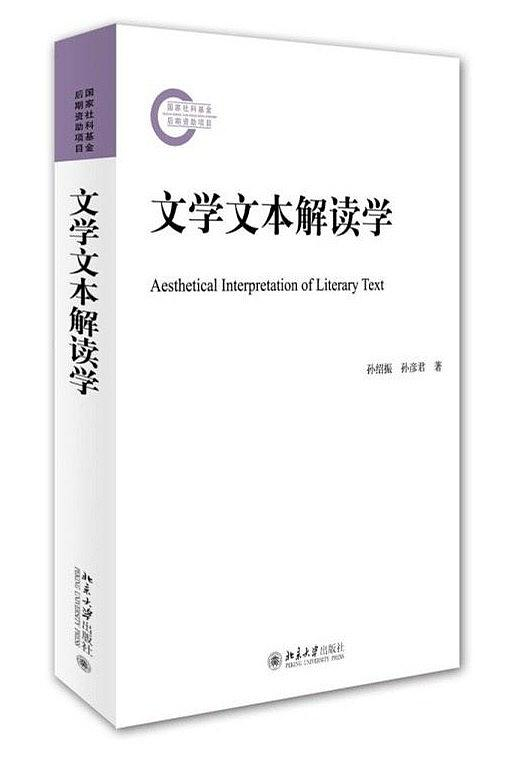 国家社科基金
后期资助项目
文学文本解读学
北京大学出版社
PEKING UNIVERSITY PRESS
国家社科基金
后期资助项目
文学文本解读学
Aesthetical Interpretation of Literary Text
孙绍振 孙彦君 著
北京大学出版社
PEKING UNIVERSITY PRESS